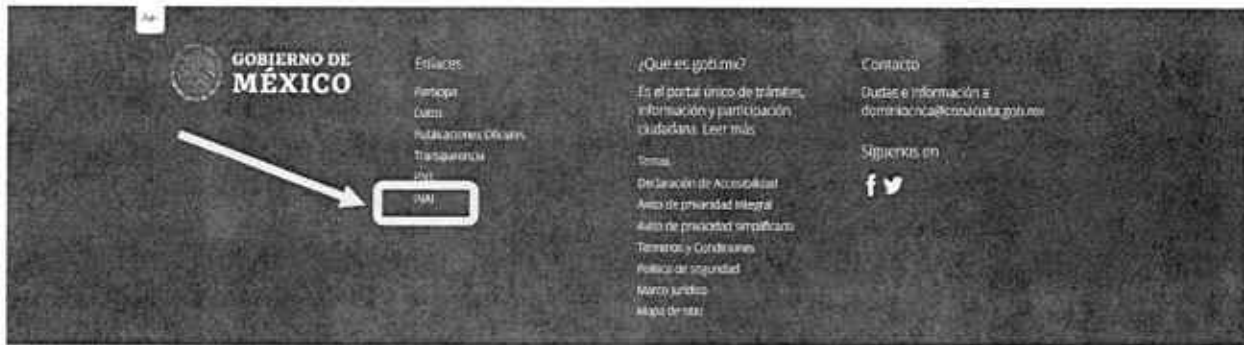 GOBIERNO DE
MÉXICO
Enlaces
Participa
Datos
Publicaciones Oficiales
Transparencia
PNT
INAI
¿Qué es gob.mx?
Es el portal único de trámites,
información y participación
ciudadana. Leer más
Temas
Declaración de Accesibilidad
Aviso de privacidad integral
Aviso de privacidad simplificado
Términos y Condiciones
Política de seguridad
Marco jurídico
Mapa de sitio
Contacto
Dudas e información a
Síguenos en